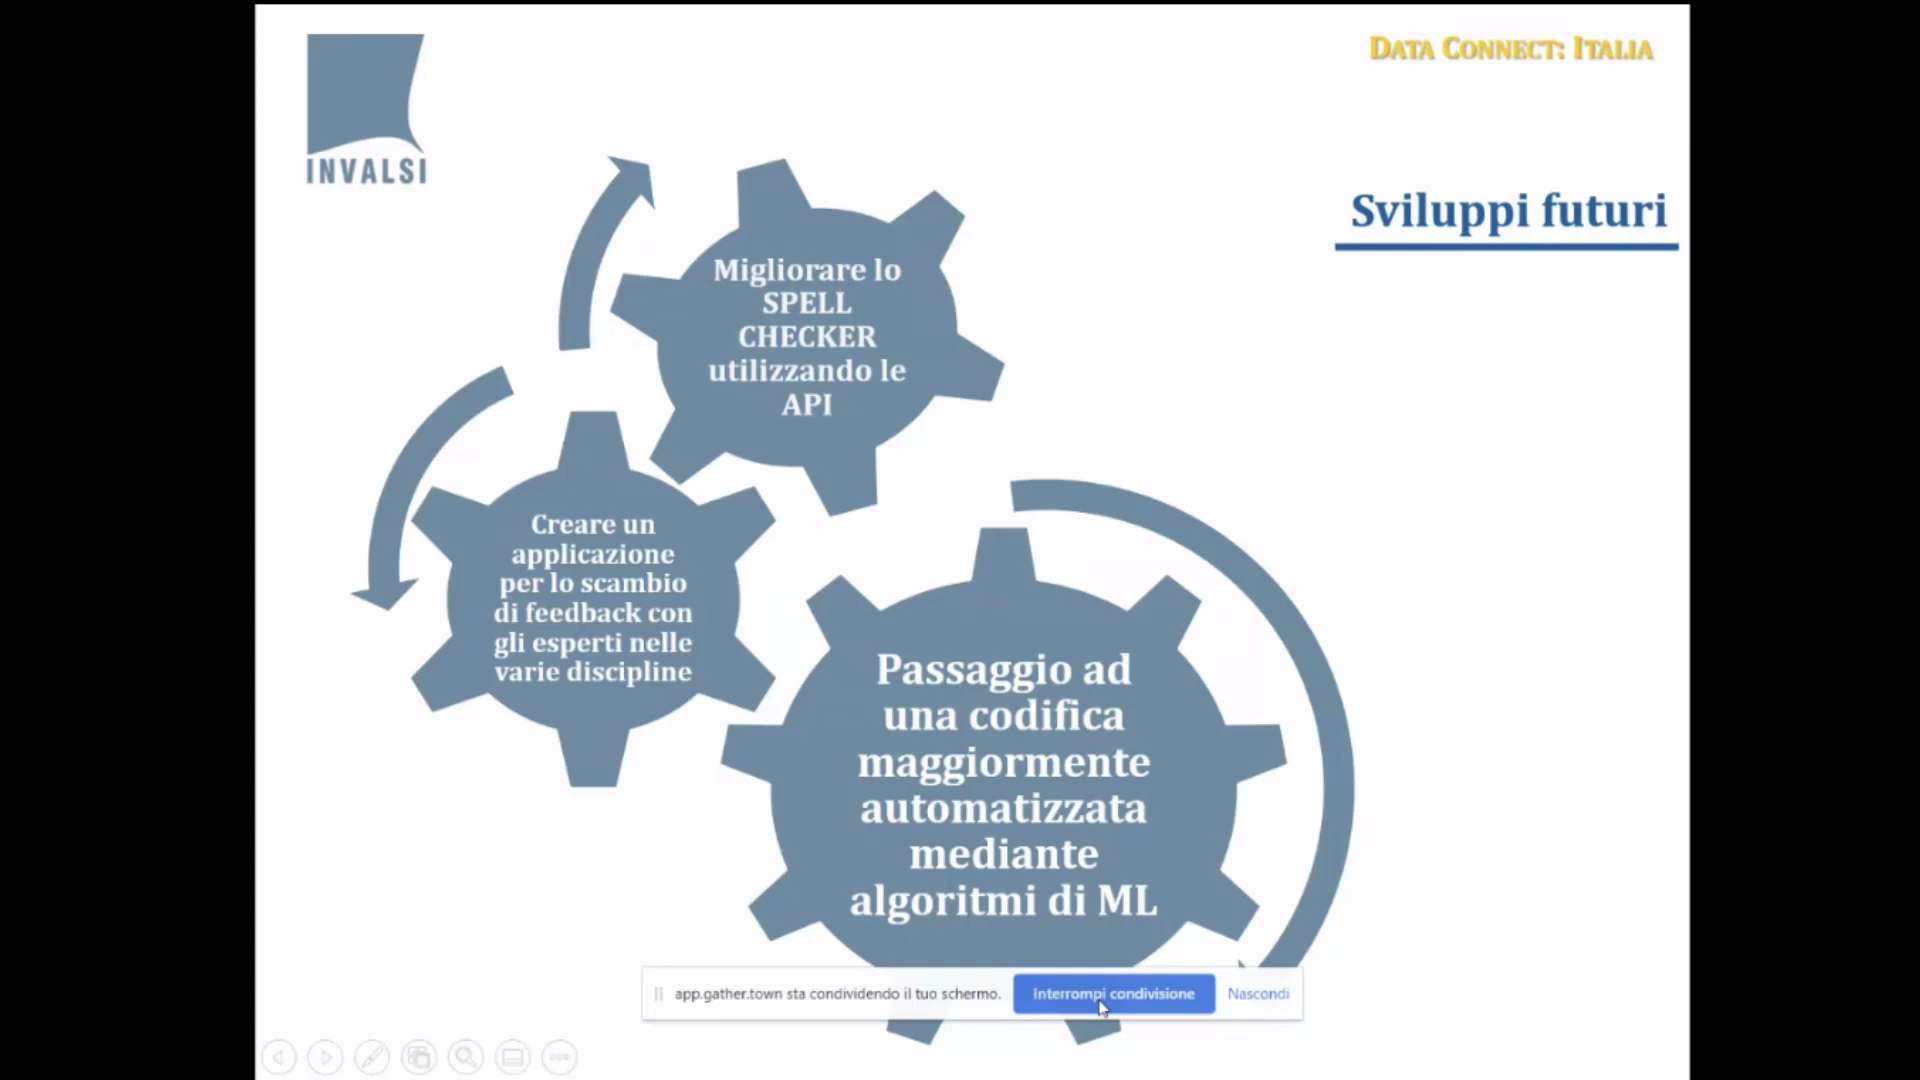 INVALSI
DATA CONNECT: ITALIA
Sviluppi futuri
Migliorare lo
SPELL
CHECKER
utilizzando le
API
Creare un
applicazione
per lo scambio
di feedback con
gli esperti nelle
varie discipline
Passaggio ad
una codifica
maggiormente
automatizzata
mediante
algoritmi di ML
app.gather.town sta condividendo il tuo schermo.
Interrompi condivisione
Nascondi